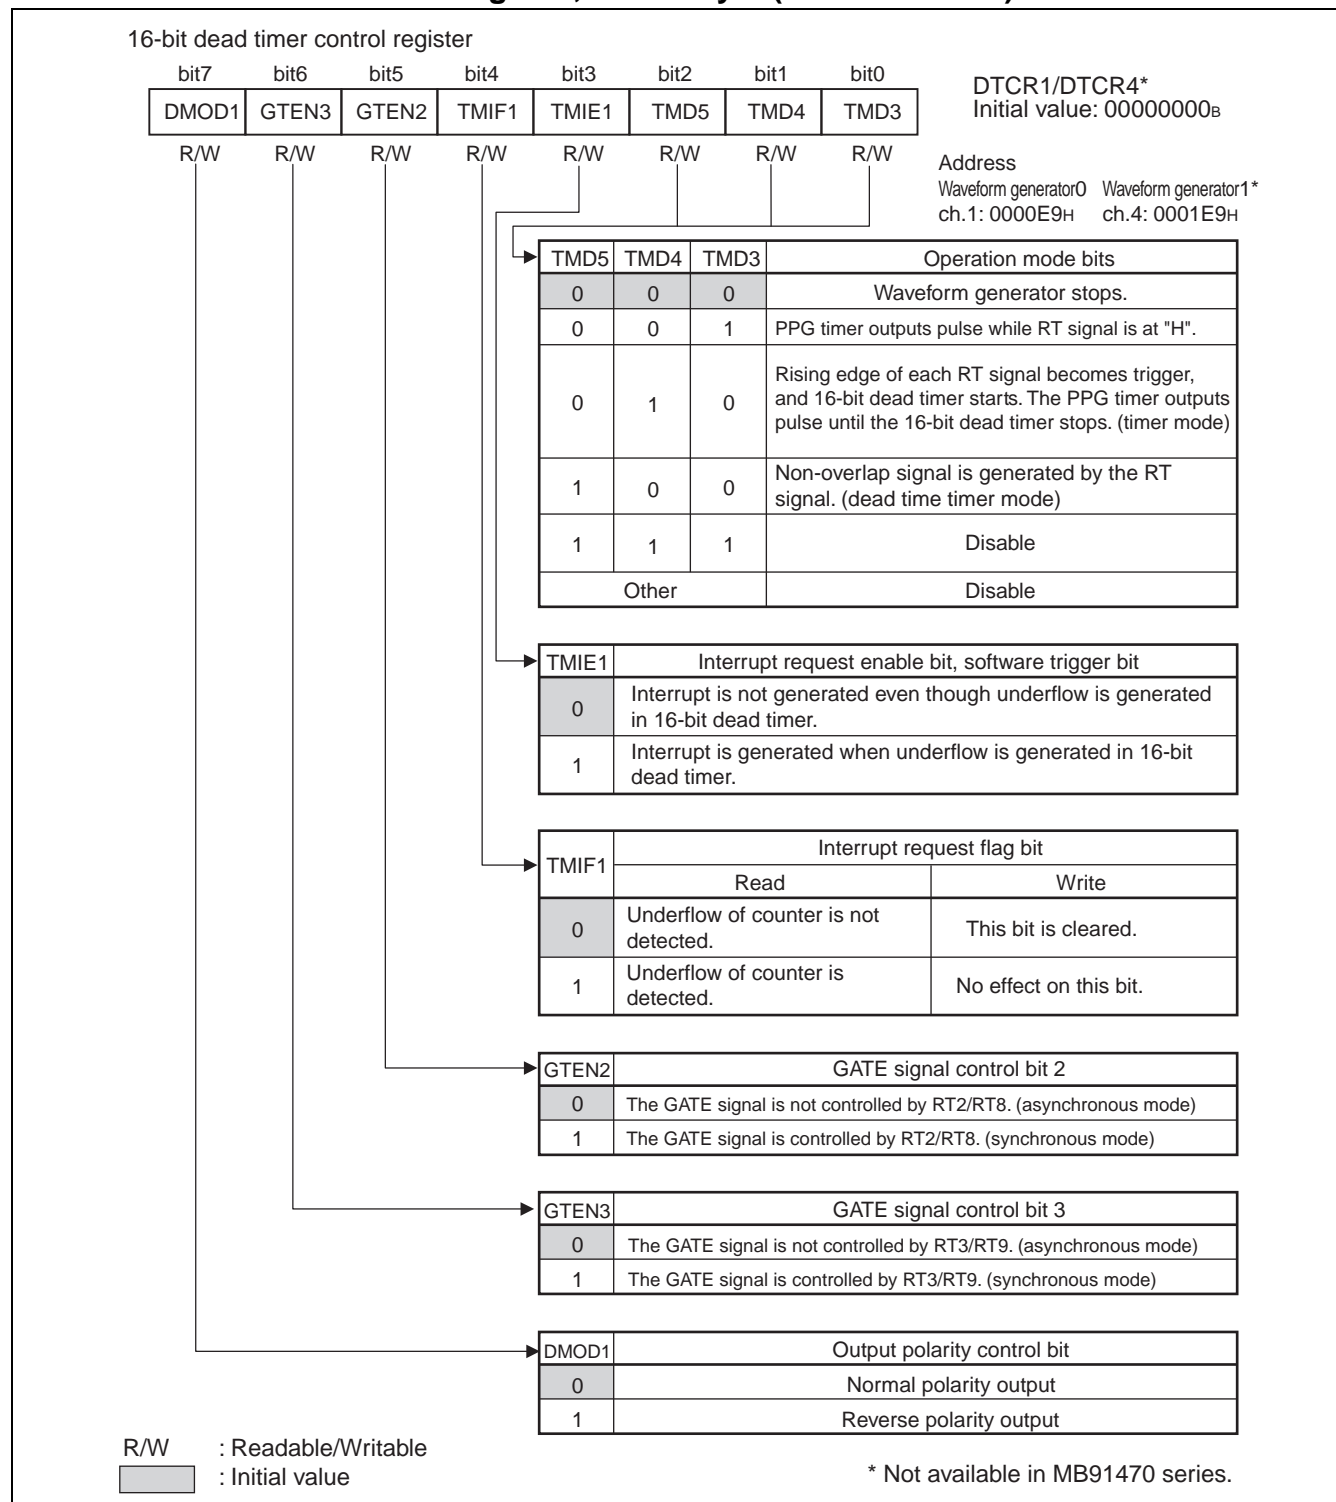 16-bit dead timer control register
bit7 bit6 bit5 bit4 bit3 bit2 bit1 bit0
DMOD1 GTEN3 GTEN2 TMIF1 TMIE1 TMD5 TMD4 TMD3
R/W R/W R/W R/W R/W R/W R/W R/W
DTCR1/DTCR4*
Initial value: 00000000B
Address
Waveform generator0 Waveform generator1*
ch.1: 0000E9H ch.4: 0001E9H
TMD5 TMD4 TMD3 Operation mode bits
0 0 0 Waveform generator stops.
0 0 1 PPG timer outputs pulse while RT signal is at "H".
0 1 0 Rising edge of each RT signal becomes trigger,
and 16-bit dead timer starts. The PPG timer outputs
pulse until the 16-bit dead timer stops. (timer mode)
1 0 0 Non-overlap signal is generated by the RT
signal. (dead time timer mode)
1 1 1 Disable
Other Disable
TMIE1 Interrupt request enable bit, software trigger bit
0 Interrupt is not generated even though underflow is generated
in 16-bit dead timer.
1 Interrupt is generated when underflow is generated in 16-bit
dead timer.
TMIF1 Interrupt request flag bit
Read Write
0 Underflow of counter is not
detected. This bit is cleared.
1 Underflow of counter is
detected. No effect on this bit.
GTEN2 GATE signal control bit 2
0 The GATE signal is not controlled by RT2/RT8. (asynchronous mode)
1 The GATE signal is controlled by RT2/RT8. (synchronous mode)
GTEN3 GATE signal control bit 3
0 The GATE signal is not controlled by RT3/RT9. (asynchronous mode)
1 The GATE signal is controlled by RT3/RT9. (synchronous mode)
DMOD1 Output polarity control bit
0 Normal polarity output
1 Reverse polarity output
R/W : Readable/Writable
: Initial value
* Not available in MB91470 series.